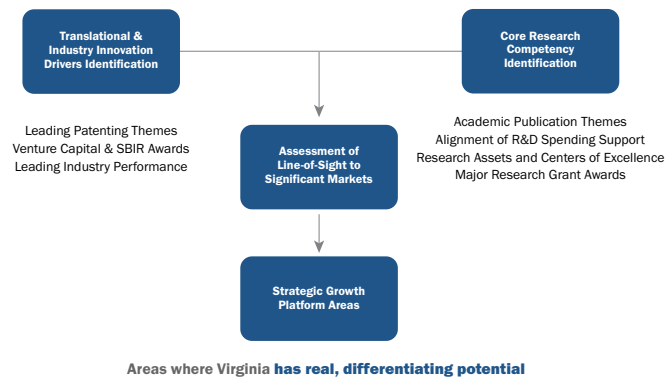 Translational &
Industry Innovation
Drivers Identification
Core Research
Competency
Identification
Leading Patenting Themes
Venture Capital & SBIR Awards
Leading Industry Performance
Academic Publication Themes
Alignment of R&D Spending Support
Research Assets and Centers of Excellence
Major Research Grant Awards
Assessment of
Line-of-Sight to
Significant Markets
Strategic Growth
Platform Areas
Areas where Virginia has real, differentiating potential